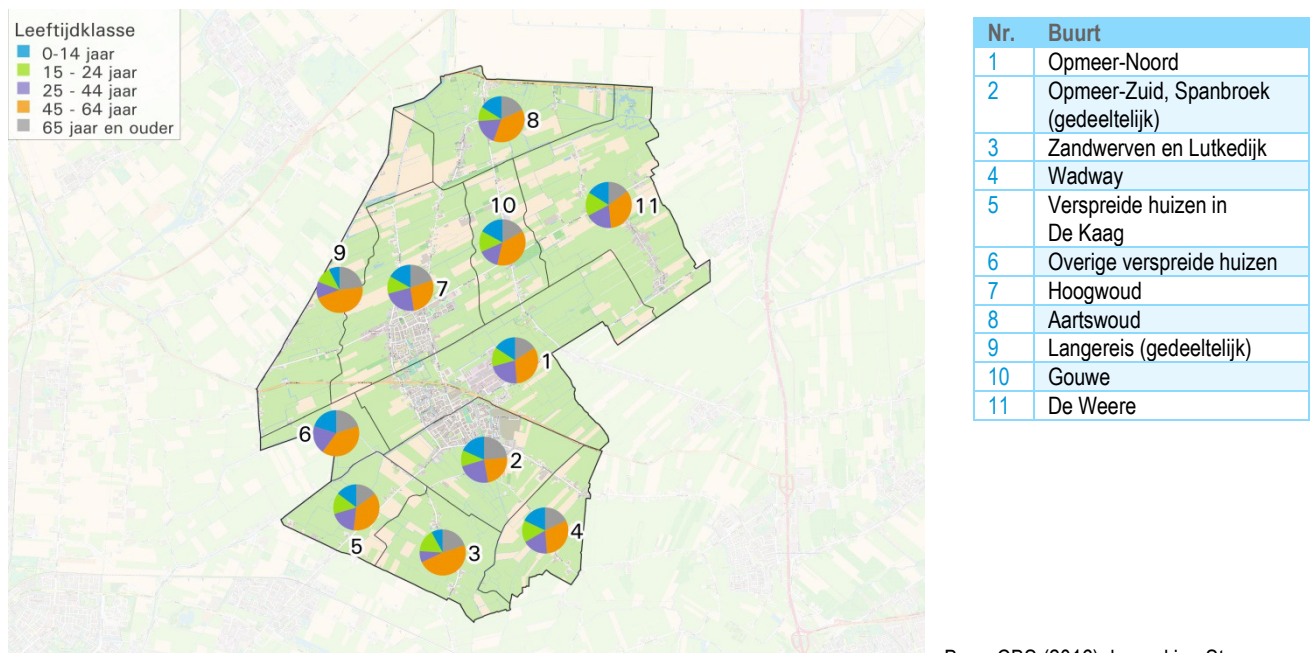 Leeftijdklasse
0-14 jaar
15 - 24 jaar
25 - 44 jaar
45 - 64 jaar
65 jaar en ouder
8
10
11
9
7
1
6
2
5
3
4
Nr. Buurt
1 Opmeer-Noord
2 Opmeer-Zuid, Spanbroek
(gedeeltelijk)
3 Zandwerven en Lutkedijk
4 Wadway
5 Verspreide huizen in
De Kaag
6 Overige verspreide huizen
7 Hoogwoud
8 Aartswoud
9 Langereis (gedeeltelijk)
10 Gouwe
11 De Weere